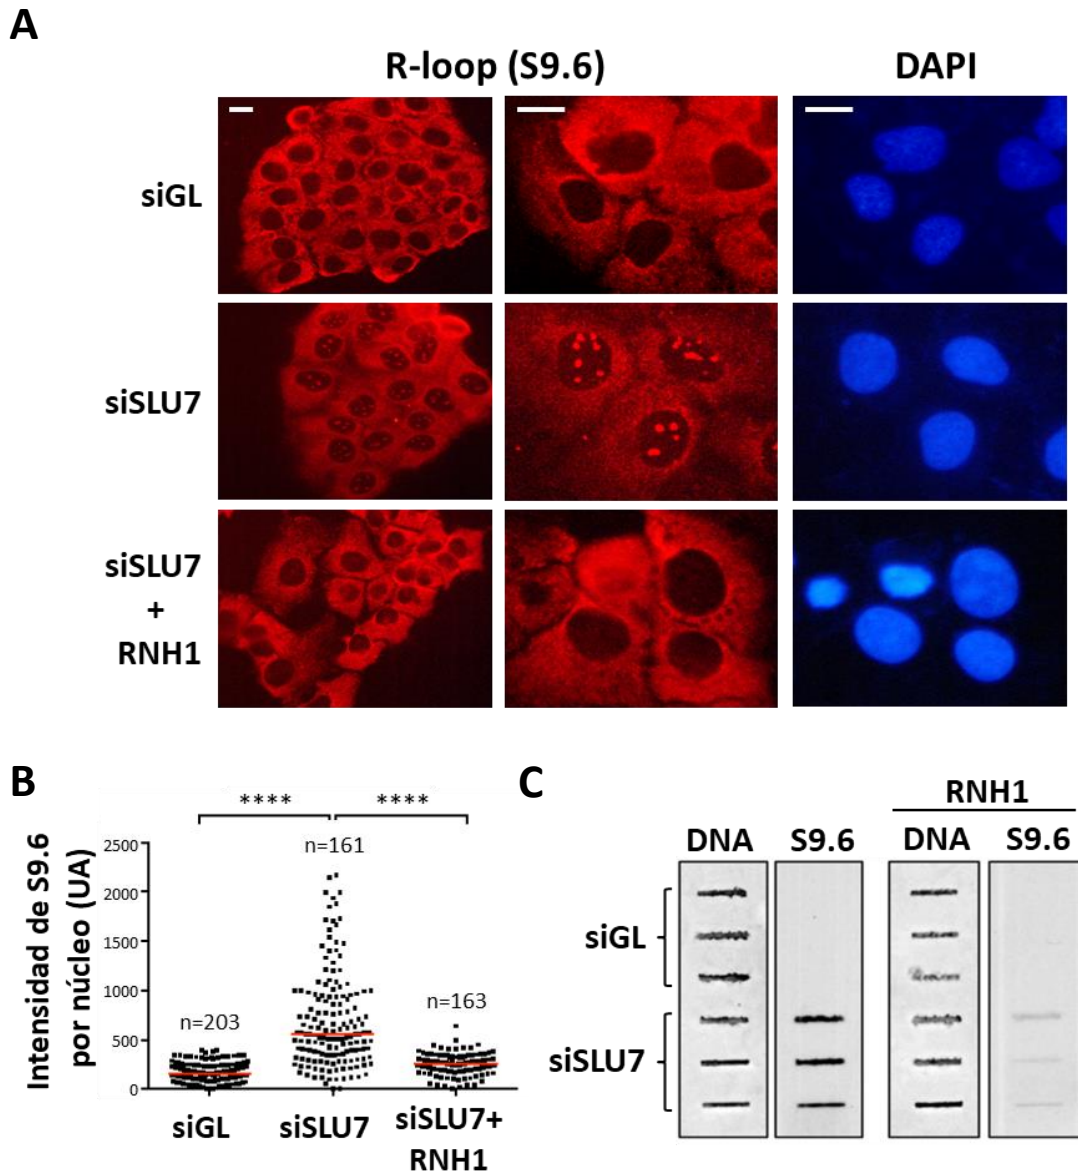 A
R-loop (S9.6)
DAPI
siGL
siSLU7
siSLU7
+
RNH1
B
Intensidad de S9.6
por núcleo (UA)
****
****
2500
2000
1500
1000
500
0
n=203
n=161
n=163
siGL
siSLU7
siSLU7+
RNH1
C
RNH1
DNA
S9.6
DNA
S9.6
siGL
siSLU7